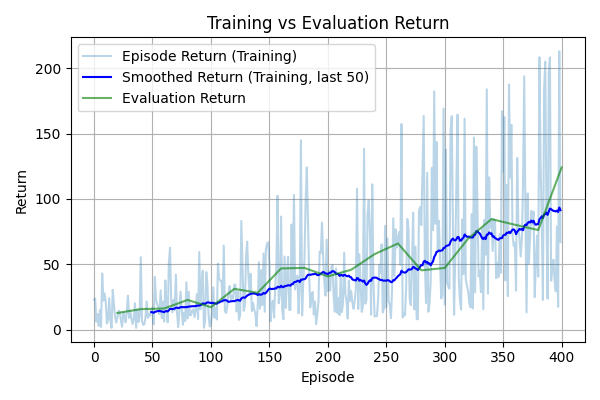 Training vs Evaluation Return
Episode Return (Training)
Smoothed Return (Training, last 50)
Evaluation Return
Return
200
150
100
50
0
0 50 100 150 200 250 300 350 400
Episode